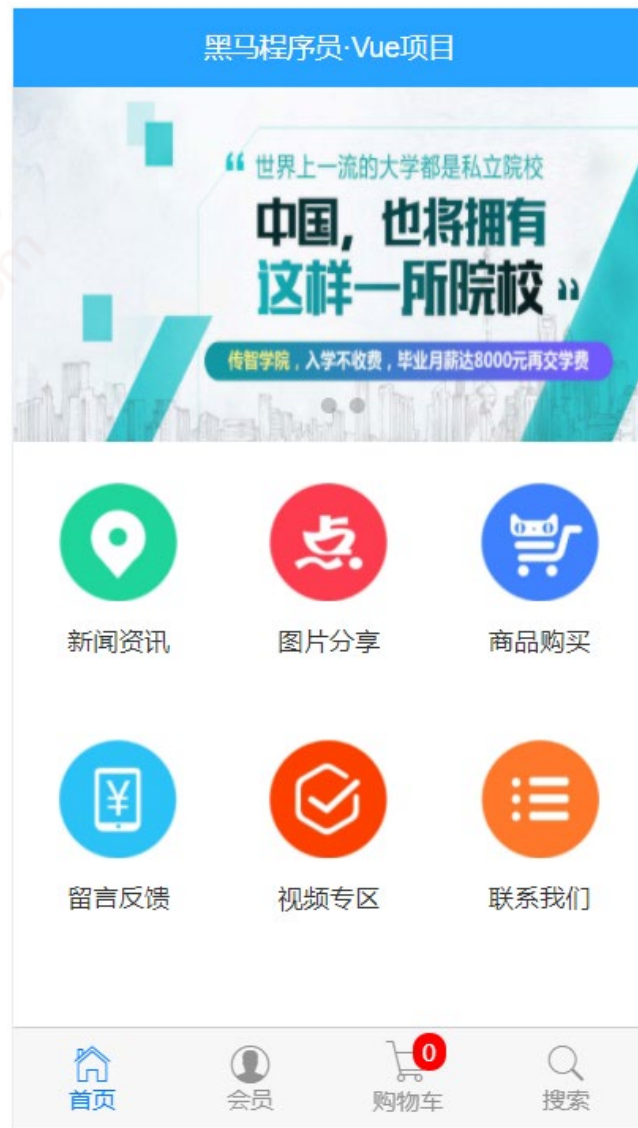 黑马程序员·Vue项目
“ 世界上一流的大学都是私立院校
中国，也将拥有
这样一所院校 ”
传智学院，入学不收费，毕业月薪达8000元再交学费
新闻资讯 图片分享 商品购买
¥
留言反馈 视频专区 联系我们
0
首页 会员 购物车 搜索